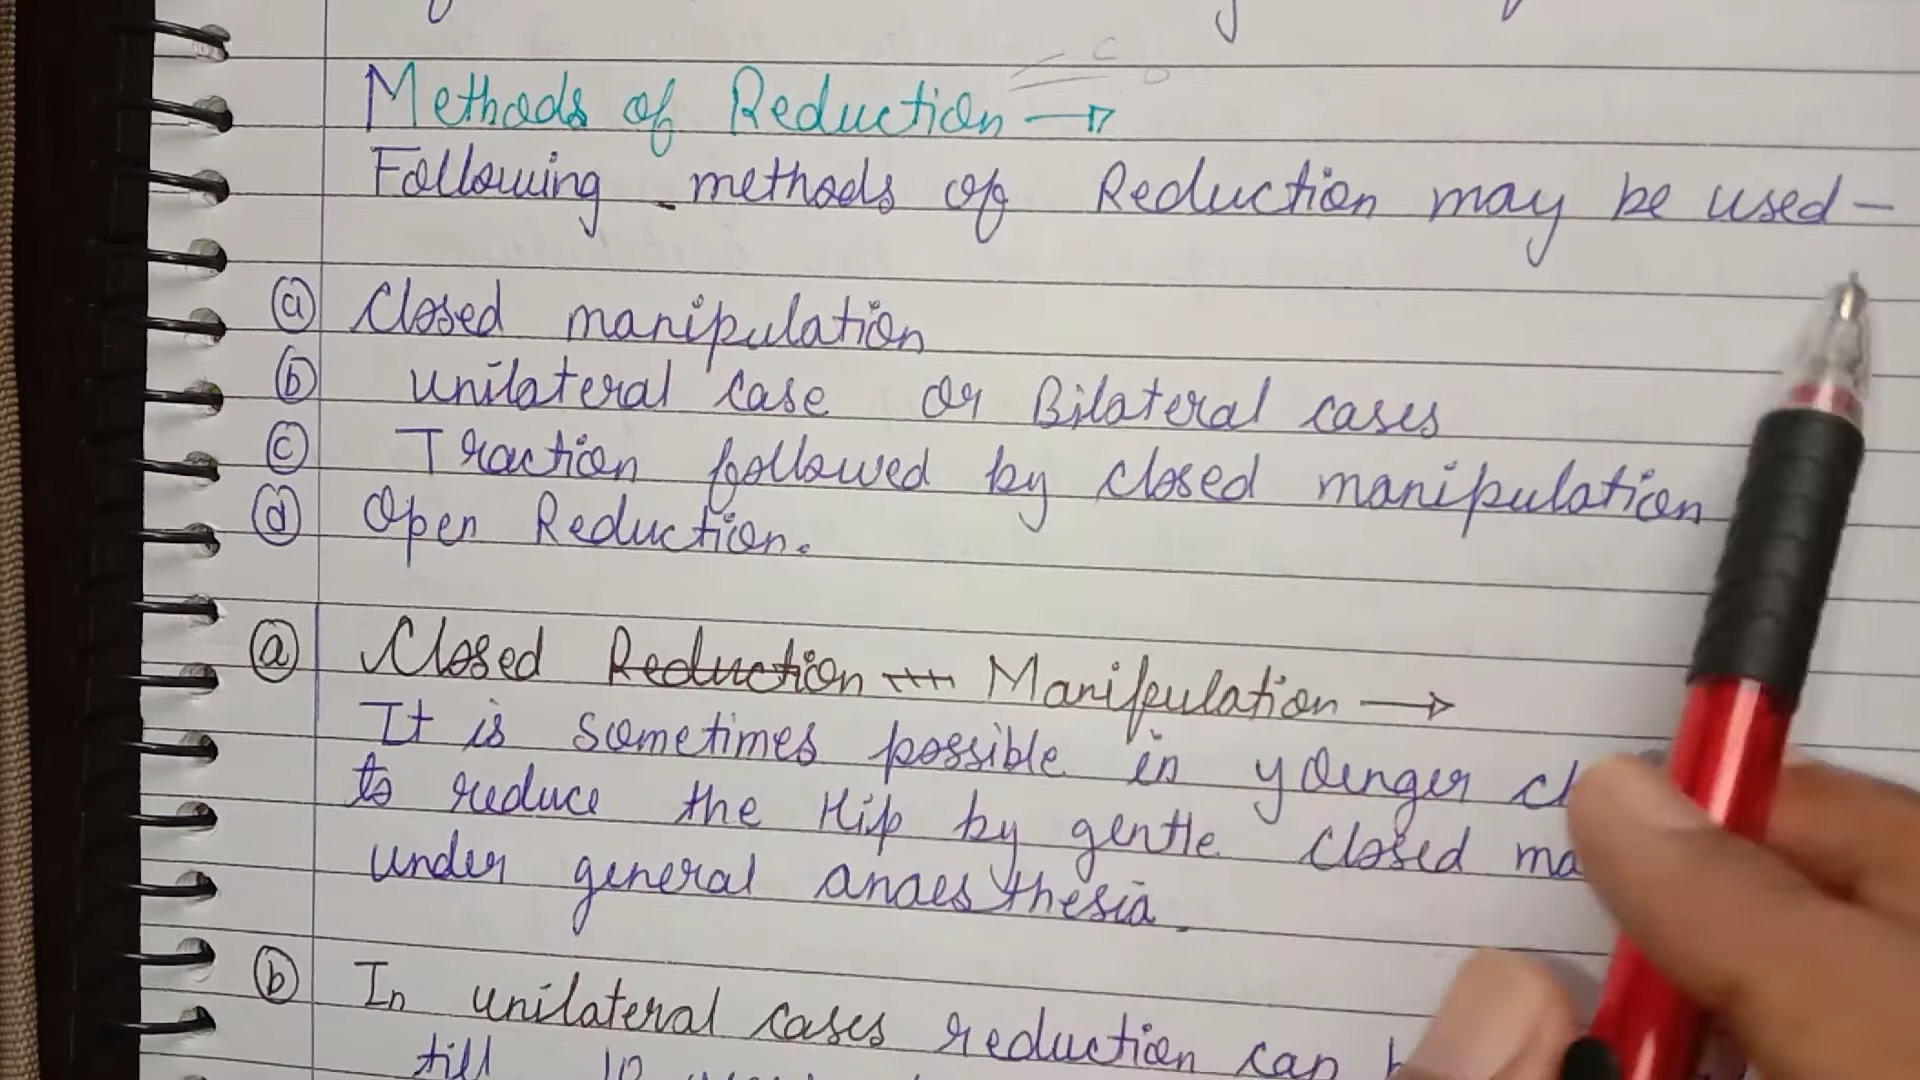 Methods of Reduction →
Following methods of Reduction may be used -
ⓐ Closed manipulation
ⓑ unilateral case or Bilateral cases
ⓒ Traction followed by closed manipulation
ⓓ Open Reduction.
ⓐ Closed Reduction Manipulation →
It is sometimes possible in younger
to reduce the Hip by gentle closed
under general anaesthesia.
ⓑ In unilateral cases reduction can
till 10